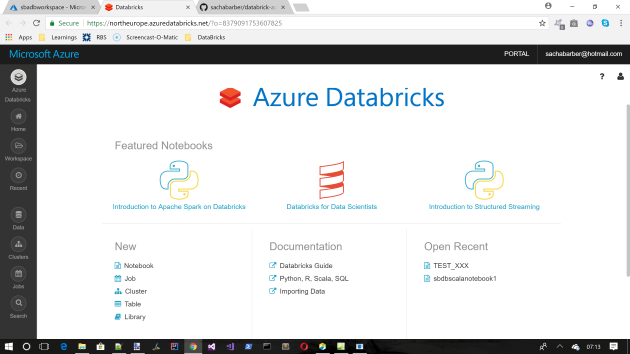 sbadbworkspace - Micros
Databricks
sachabarber/databrick-a
Secure
https://northeurope.azuredatabricks.net/?o=8379091753607825
Apps
Learnings
RBS
Screencast-O-Matic
DataBricks
Microsoft Azure
PORTAL
sachabarber@hotmail.com
Azure Databricks
Home
Workspace
Recent
Data
Clusters
Jobs
Search
?
Azure Databricks
Featured Notebooks
Introduction to Apache Spark on Databricks
Databricks for Data Scientists
Introduction to Structured Streaming
New
Notebook
Job
Cluster
Table
Library
Documentation
Databricks Guide
Python, R, Scala, SQL
Importing Data
Open Recent
TEST_XXX
sbdbscalanotebook1
07:13